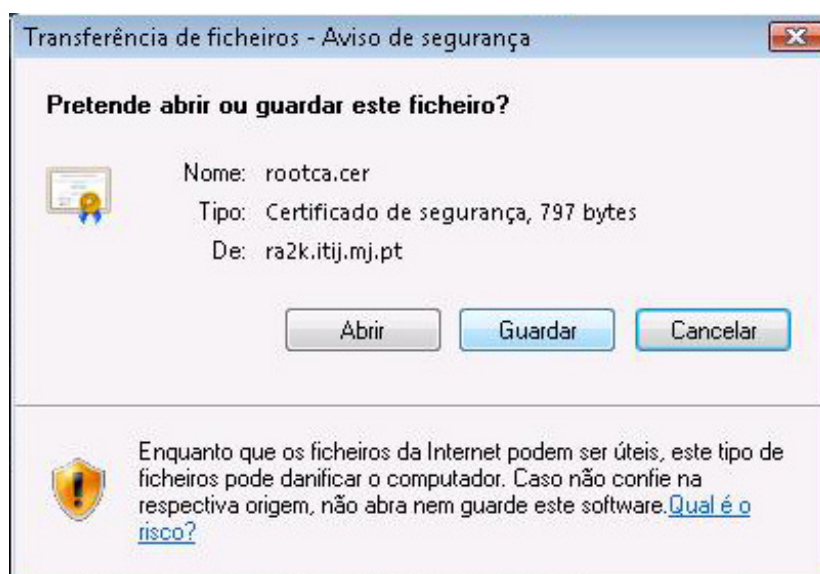 Transferência de ficheiros - Aviso de segurança
Pretende abrir ou guardar este ficheiro?
Nome: rootca.cer
Tipo: Certificado de segurança, 797 bytes
De: ra2k.itij.mj.pt
Abrir Guardar Cancelar
Enquanto que os ficheiros da Internet podem ser úteis, este tipo de
ficheiros pode danificar o computador. Caso não confie na
respectiva origem, não abra nem guarde este software.Qual é o
risco?